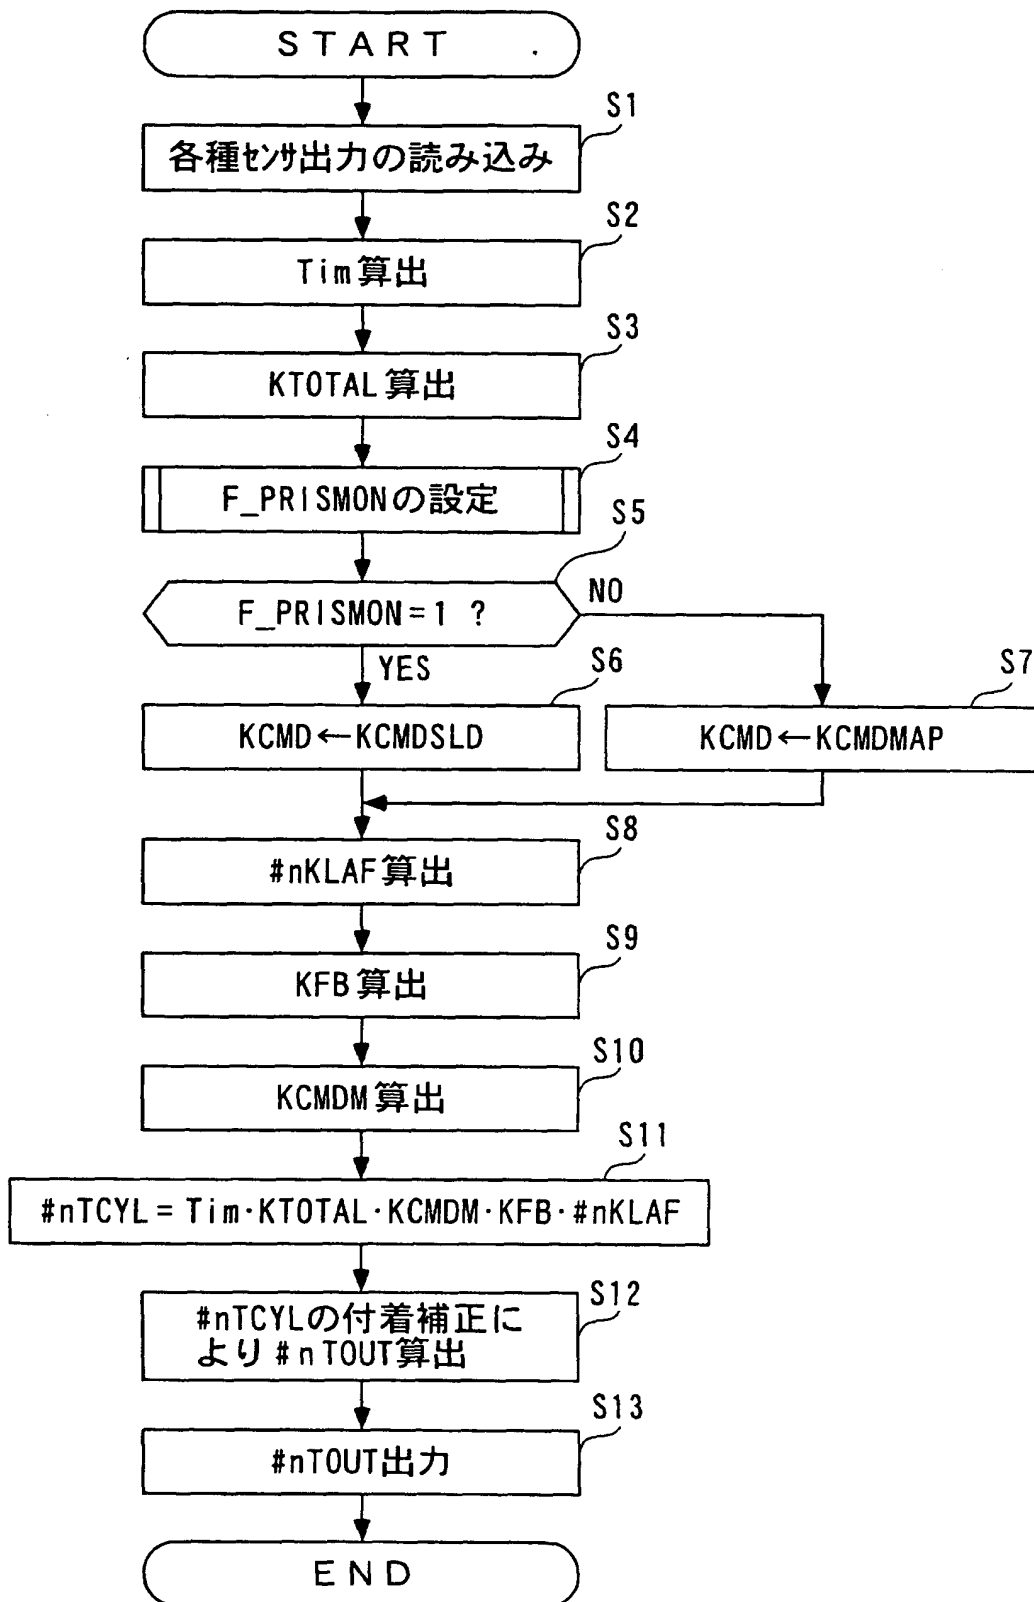 START
S1
各種ｾﾝｻ出力の読み込み
S2
Tim算出
S3
KTOTAL算出
S4
F_PRISMONの設定
S5
F_PRISMON=1 ?
NO
YES
S6
KCMD←KCMDSLD
S7
KCMD←KCMDMAP
S8
#nKLAF算出
S9
KFB算出
S10
KCMDM算出
S11
#nTCYL=Tim·KTOTAL·KCMDM·KFB·#nKLAF
S12
#nTCYLの付着補正に
より#nTOUT算出
S13
#nTOUT出力
END